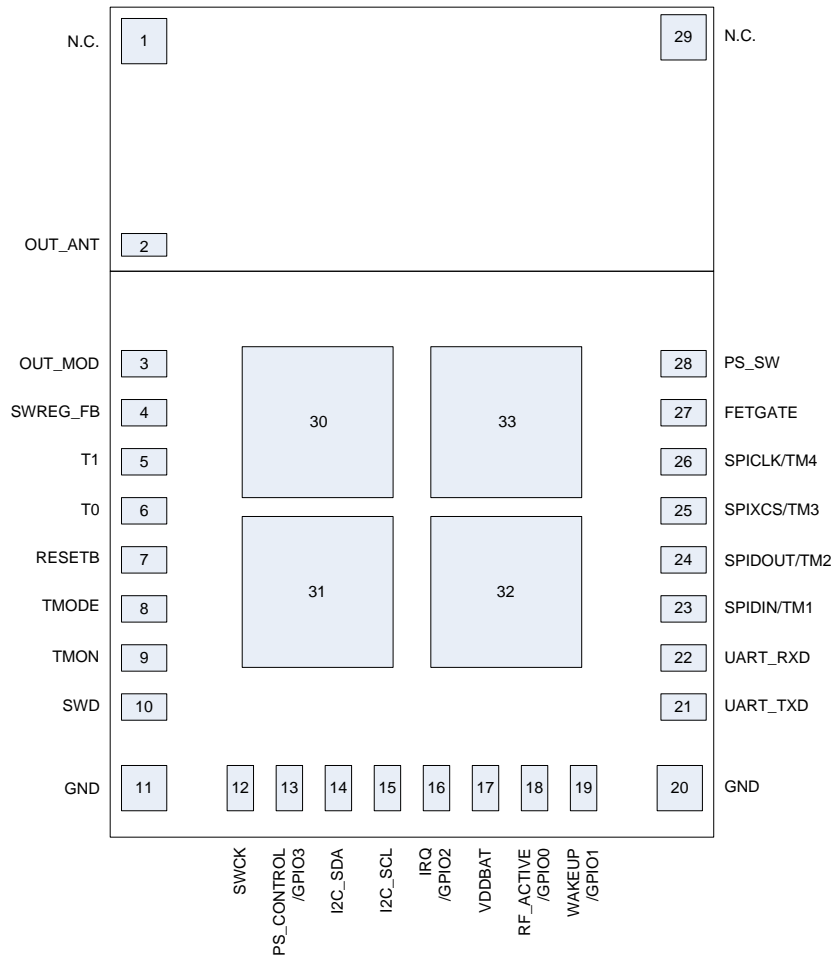 N.C. 1 29 N.C.
OUT_ANT 2
OUT_MOD 3 28 PS_SW
SWREG_FB 4 27 FETGATE
30 33
T1 5 26 SPICLK/TM4
T0 6 25 SPIXCS/TM3
RESETB 7 24 SPIDOUT/TM2
31 32
TMODE 8 23 SPIDIN/TM1
TMON 9 22 UART_RXD
SWD 10 21 UART_TXD
GND 11 12 13 14 15 16 17 18 19 20 GND
SWCK
PS_CONTROL
/GPIO3
I2C_SDA
I2C_SCL
IRQ
/GPIO2
VDDBAT
RF_ACTIVE
/GPIO0
WAKEUP
/GPIO1